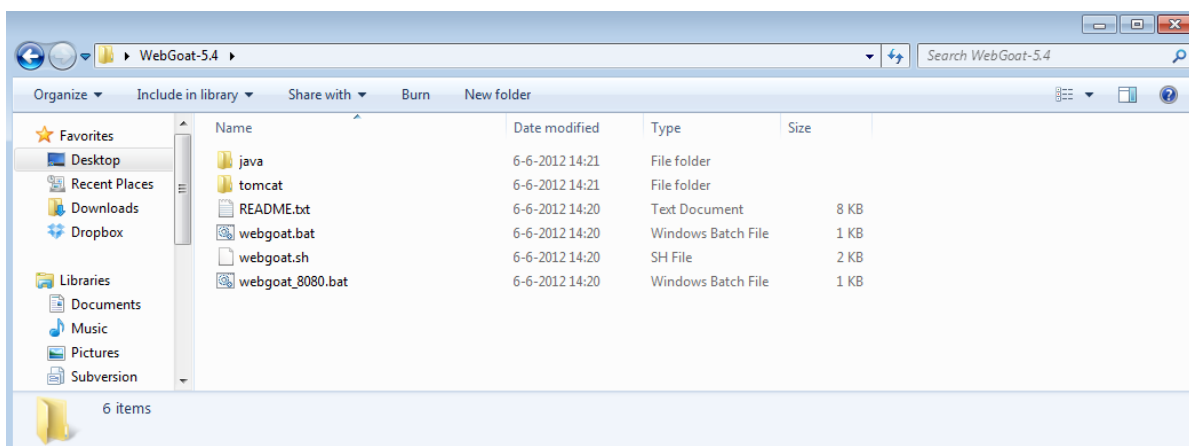 WebGoat-5.4
Search WebGoat-5.4
Organize Include in library Share with Burn New folder
Favorites
Desktop
Recent Places
Downloads
Dropbox
Libraries
Documents
Music
Pictures
Subversion
Name Date modified Type Size
java 6-6-2012 14:21 File folder
tomcat 6-6-2012 14:21 File folder
README.txt 6-6-2012 14:20 Text Document 8 KB
webgoat.bat 6-6-2012 14:20 Windows Batch File 1 KB
webgoat.sh 6-6-2012 14:20 SH File 2 KB
webgoat_8080.bat 6-6-2012 14:20 Windows Batch File 1 KB
6 items